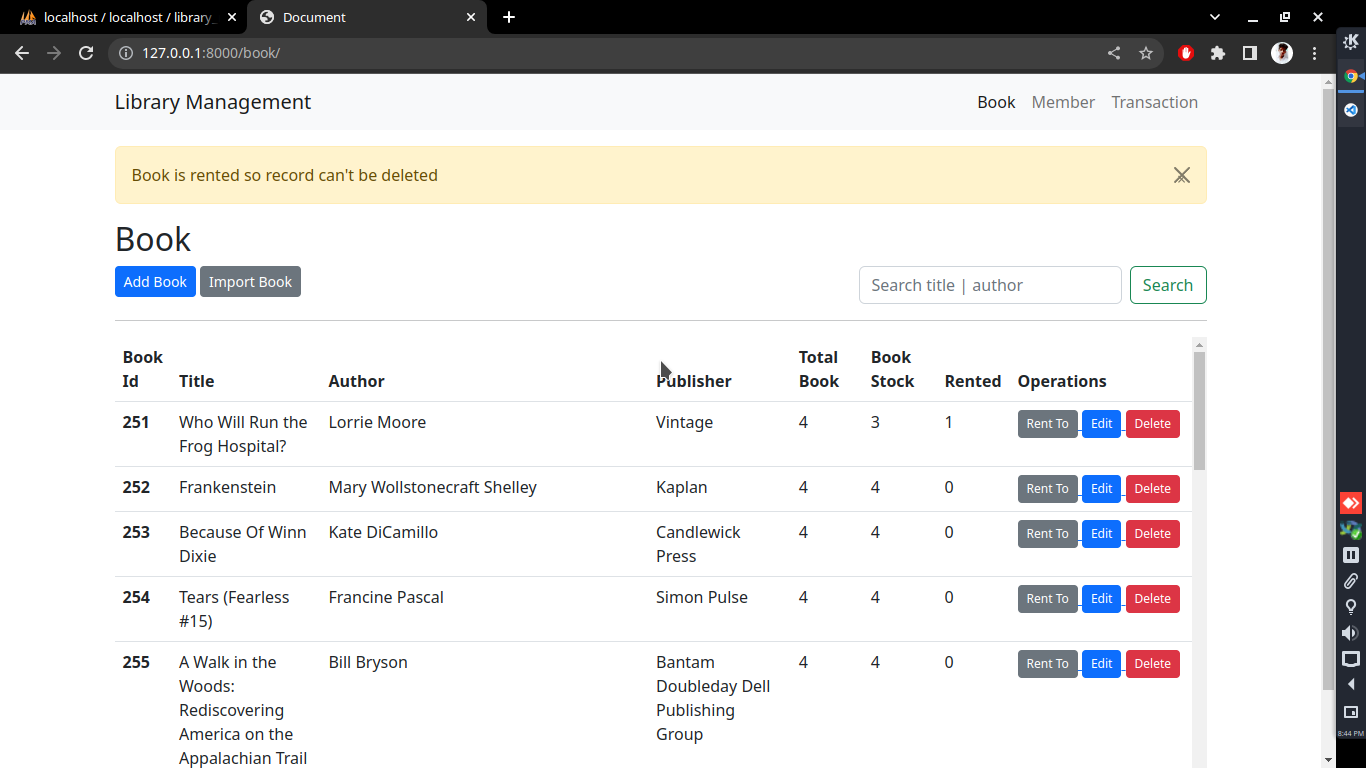 localhost / localhost / library_
Document
127.0.0.1:8000/book/
Library Management
Book Member Transaction
Book is rented so record can't be deleted
Book
Add Book Import Book Search title | author Search
Book Id Title Author Publisher Total Book Book Stock Rented Operations
251 Who Will Run the Frog Hospital? Lorrie Moore Vintage 4 3 1 Rent To Edit Delete
252 Frankenstein Mary Wollstonecraft Shelley Kaplan 4 4 0 Rent To Edit Delete
253 Because Of Winn Dixie Kate DiCamillo Candlewick Press 4 4 0 Rent To Edit Delete
254 Tears (Fearless #15) Francine Pascal Simon Pulse 4 4 0 Rent To Edit Delete
255 A Walk in the Woods: Rediscovering America on the Appalachian Trail Bill Bryson Bantam Doubleday Dell Publishing Group 4 4 0 Rent To Edit Delete
8:44 PM